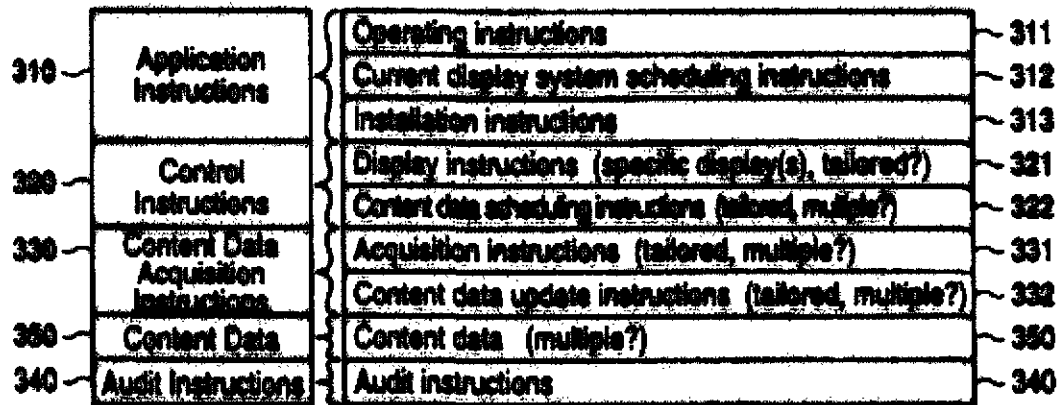 310
Application
Instructions
Operating instructions
311
Current display system scheduling instructions
312
Installation instructions
313
320
Control
Instructions
Display instructions (specific display(s), tailored?)
321
Content data scheduling instructions (tailored, muliple?)
322
330
Content Data
Acquisition
Instructions
Acquisition instructions (tailored, multiple?)
331
Content data update instructions (tailored, multiple?)
332
350
Content Data
Content data (multiple?)
350
340
Audit Instructions
Audit instructions
340